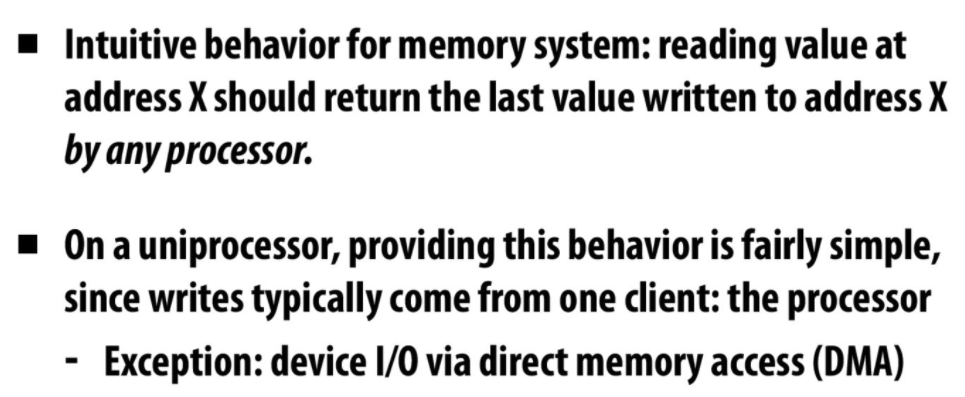 ■ Intuitive behavior for memory system: reading value at
address X should return the last value written to address X
by any processor.
■ On a uniprocessor, providing this behavior is fairly simple,
since writes typically come from one client: the processor
- Exception: device I/O via direct memory access (DMA)